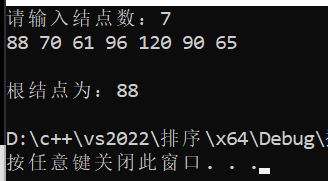 请输入结点数：7
88 70 61 96 120 90 65
根结点为：88
D:\c++\vs2022\排序\x64\Debug\
按任意键关闭此窗口. . .